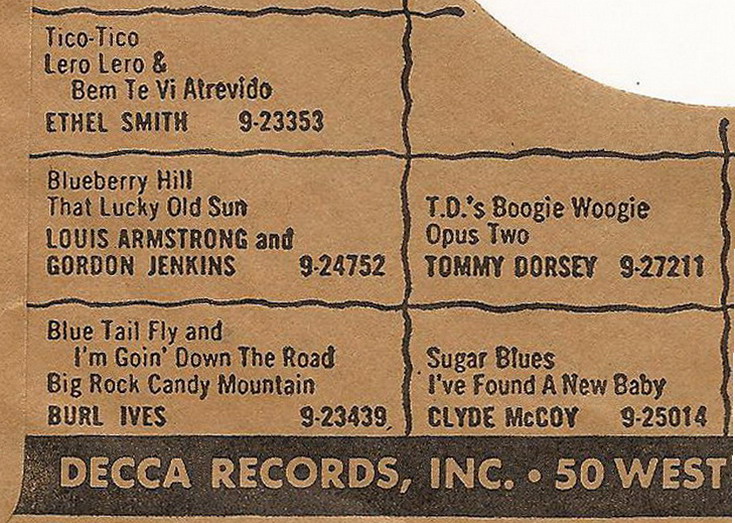 Tico-Tico
Lero Lero &
Bem Te Vi Atrevido
ETHEL SMITH 9-23353
Blueberry Hill
That Lucky Old Sun
LOUIS ARMSTRONG and
GORDON JENKINS 9-24752
T.D.'s Boogie Woogie
Opus Two
TOMMY DORSEY 9-27211
Blue Tail Fly and
I'm Goin' Down The Road
Big Rock Candy Mountain
BURL IVES 9-23439
Sugar Blues
I've Found A New Baby
CLYDE McCOY 9-25014
DECCA RECORDS, INC. • 50 WEST